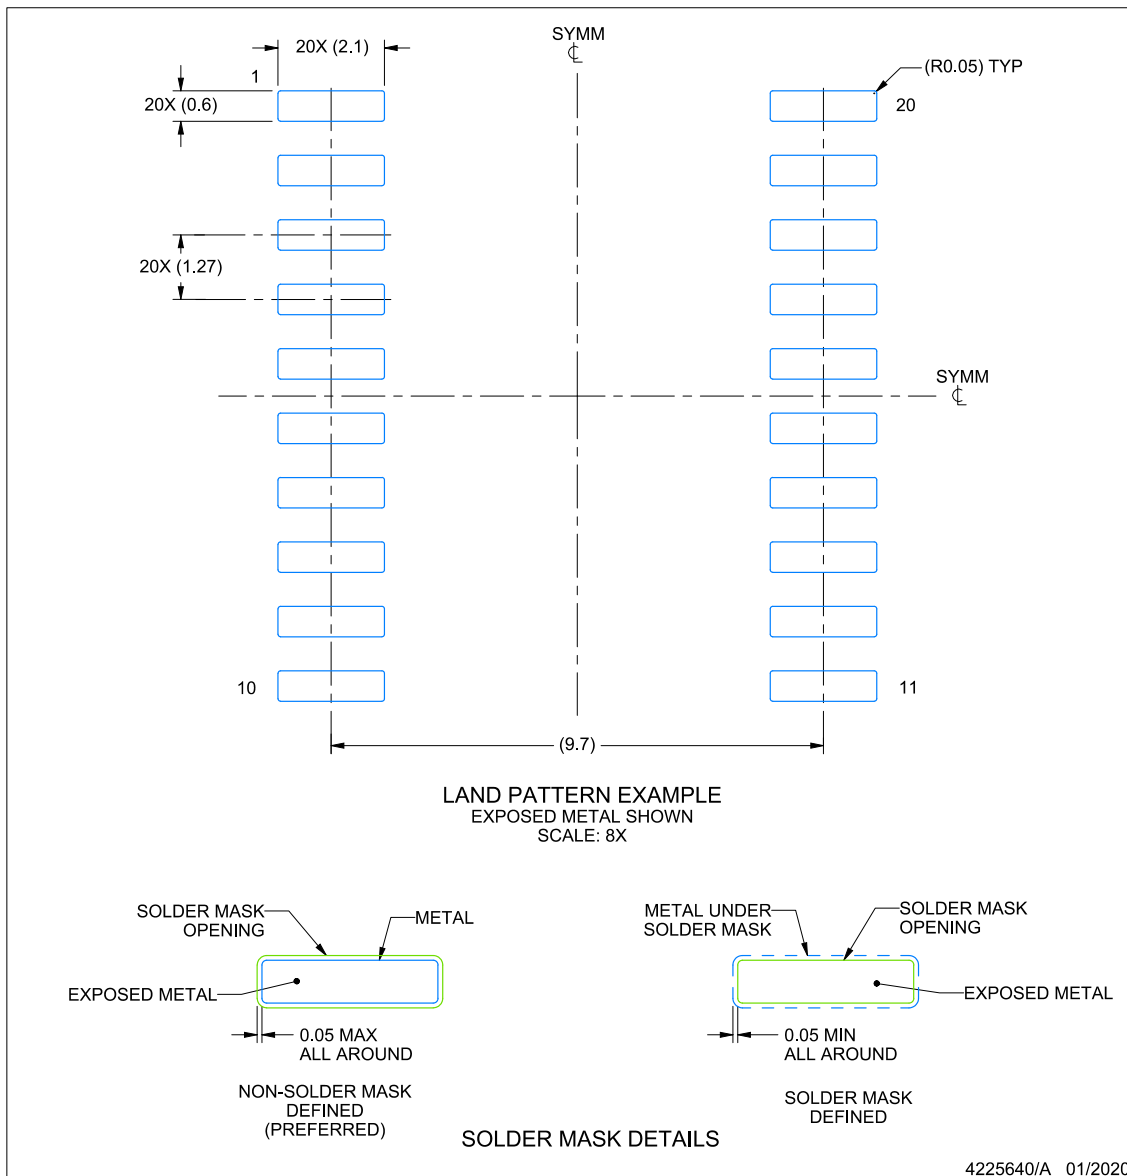 SYMM
℄
20X (2.1)
1
(R0.05) TYP
20X (0.6)
20
20X (1.27)
SYMM
℄
10
11
(9.7)
LAND PATTERN EXAMPLE
EXPOSED METAL SHOWN
SCALE: 8X
SOLDER MASK
OPENING
METAL
EXPOSED METAL
0.05 MAX
ALL AROUND
NON-SOLDER MASK
DEFINED
(PREFERRED)
METAL UNDER
SOLDER MASK
SOLDER MASK
OPENING
EXPOSED METAL
0.05 MIN
ALL AROUND
SOLDER MASK
DEFINED
SOLDER MASK DETAILS
4225640/A 01/2020